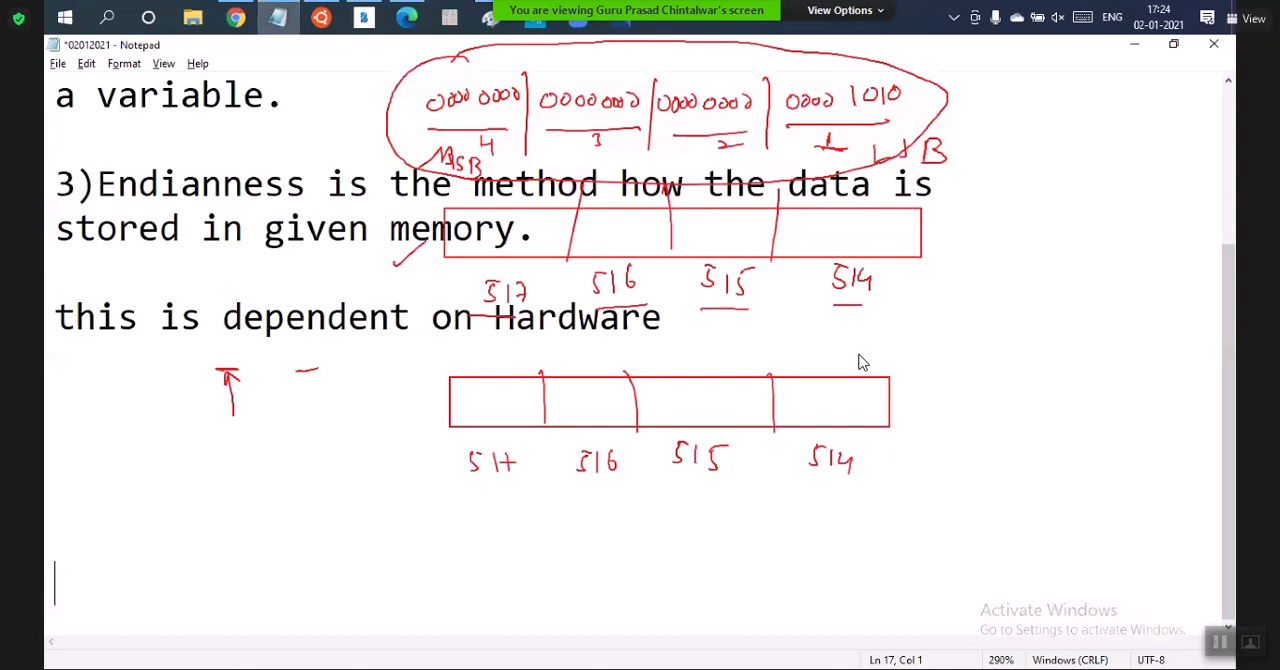 17:24
You are viewing Guru Prasad Chintalwar's screen
View Options
ENG
02-01-2021
View
*02012021 - Notepad
File Edit Format View Help
a variable.
0000 0000 0000 0000 0000 0000 0000 1010
4 3 2 1
MSB LSB
3)Endianness is the method how the data is
stored in given memory.
517 516 515 514
this is dependent on Hardware
517 516 515 514
Activate Windows
Go to Settings to activate Windows.
Ln 17, Col 1 290% Windows (CRLF) UTF-8